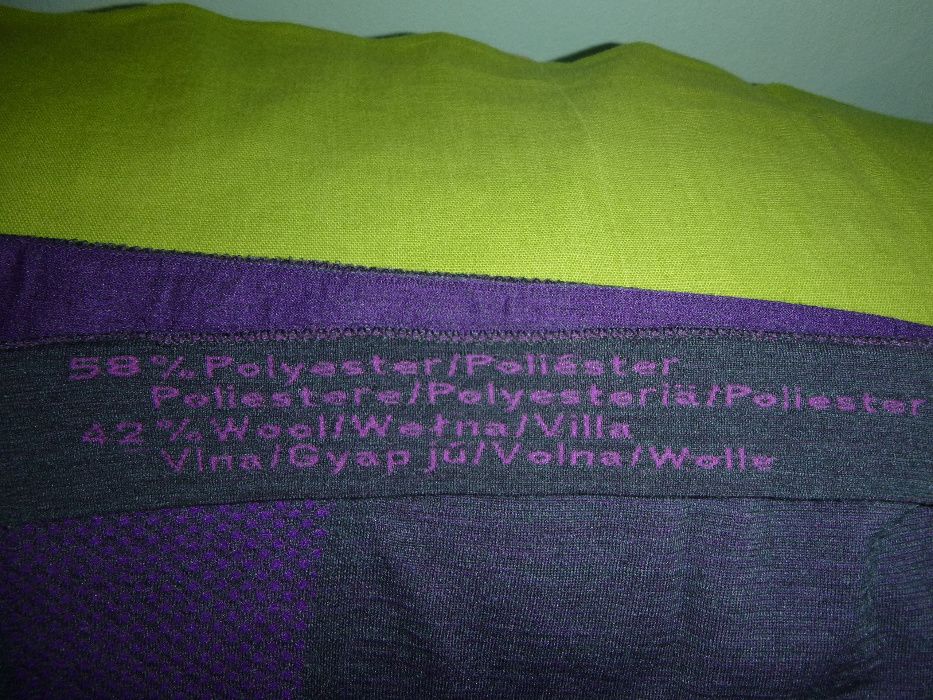 58% Polyester/Poliéster
Poliestere/Polyesteriä/Poliester
42% Wool/Wełna/Villa
Vlna/Gyapjú/Volna/Wolle